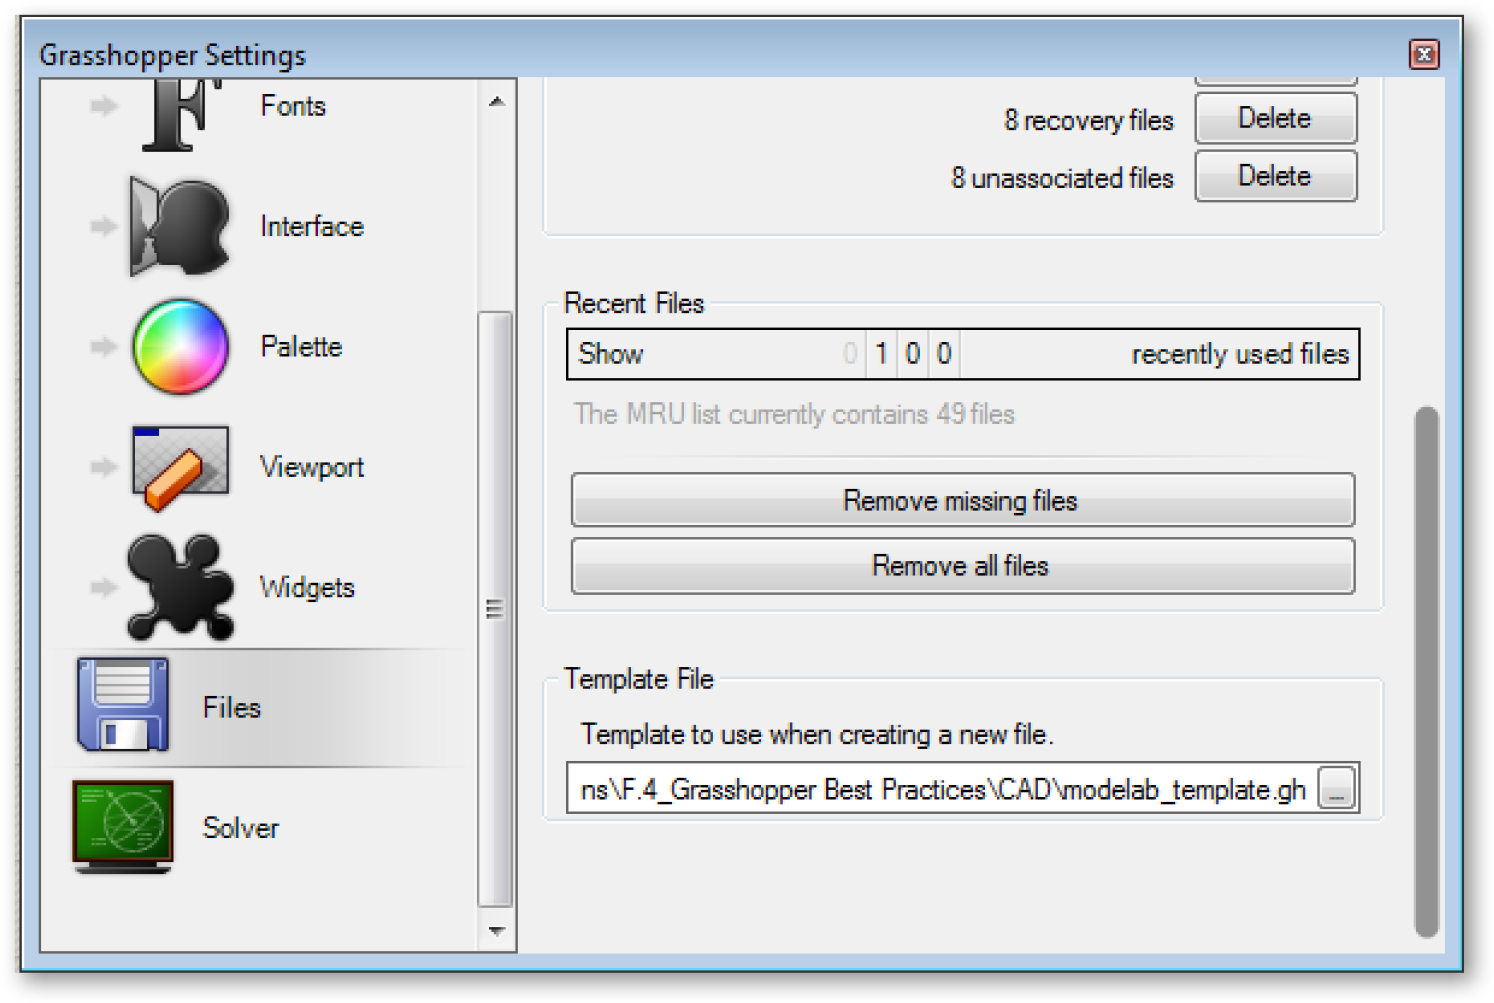 Grasshopper Settings
Fonts
Interface
Palette
Viewport
Widgets
Files
Solver
8 recovery files Delete
8 unassociated files Delete
Recent Files
Show 0 1 0 0 recently used files
The MRU list currently contains 49 files
Remove missing files
Remove all files
Template File
Template to use when creating a new file.
ns\F.4_Grasshopper Best Practices\CAD\modelab_template.gh ...